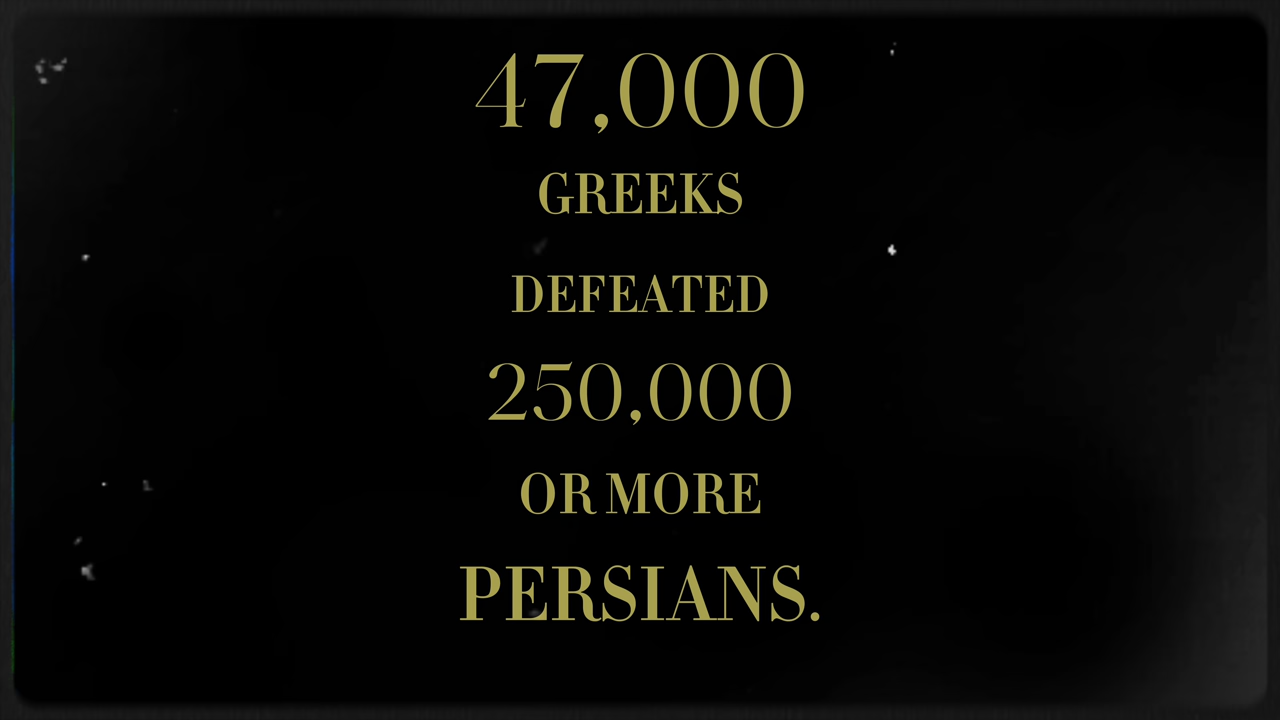 47,000
GREEKS
DEFEATED
250,000
OR MORE
PERSIANS.